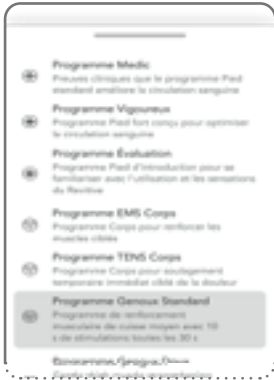 Programme Medic
Preuves cliniques que le programme Pied
standard améliore la circulation sanguine
Programme Vigoureux
Programme Pied fort conçu pour optimiser
la circulation sanguine
Programme Évaluation
Programme Pied d'introduction pour se
familiariser avec l'utilisation et les sensations
du Revitive
Programme EMS Corps
Programme Corps pour renforcer les
muscles ciblés
Programme TENS Corps
Programme Corps pour soulagement
temporaire immédiat ciblé de la douleur
Programme Genoux Standard
Programme de renforcement
musculaire de cuisse moyen avec 10
s de stimulations toutes les 30 s
Programme Genoux Doux